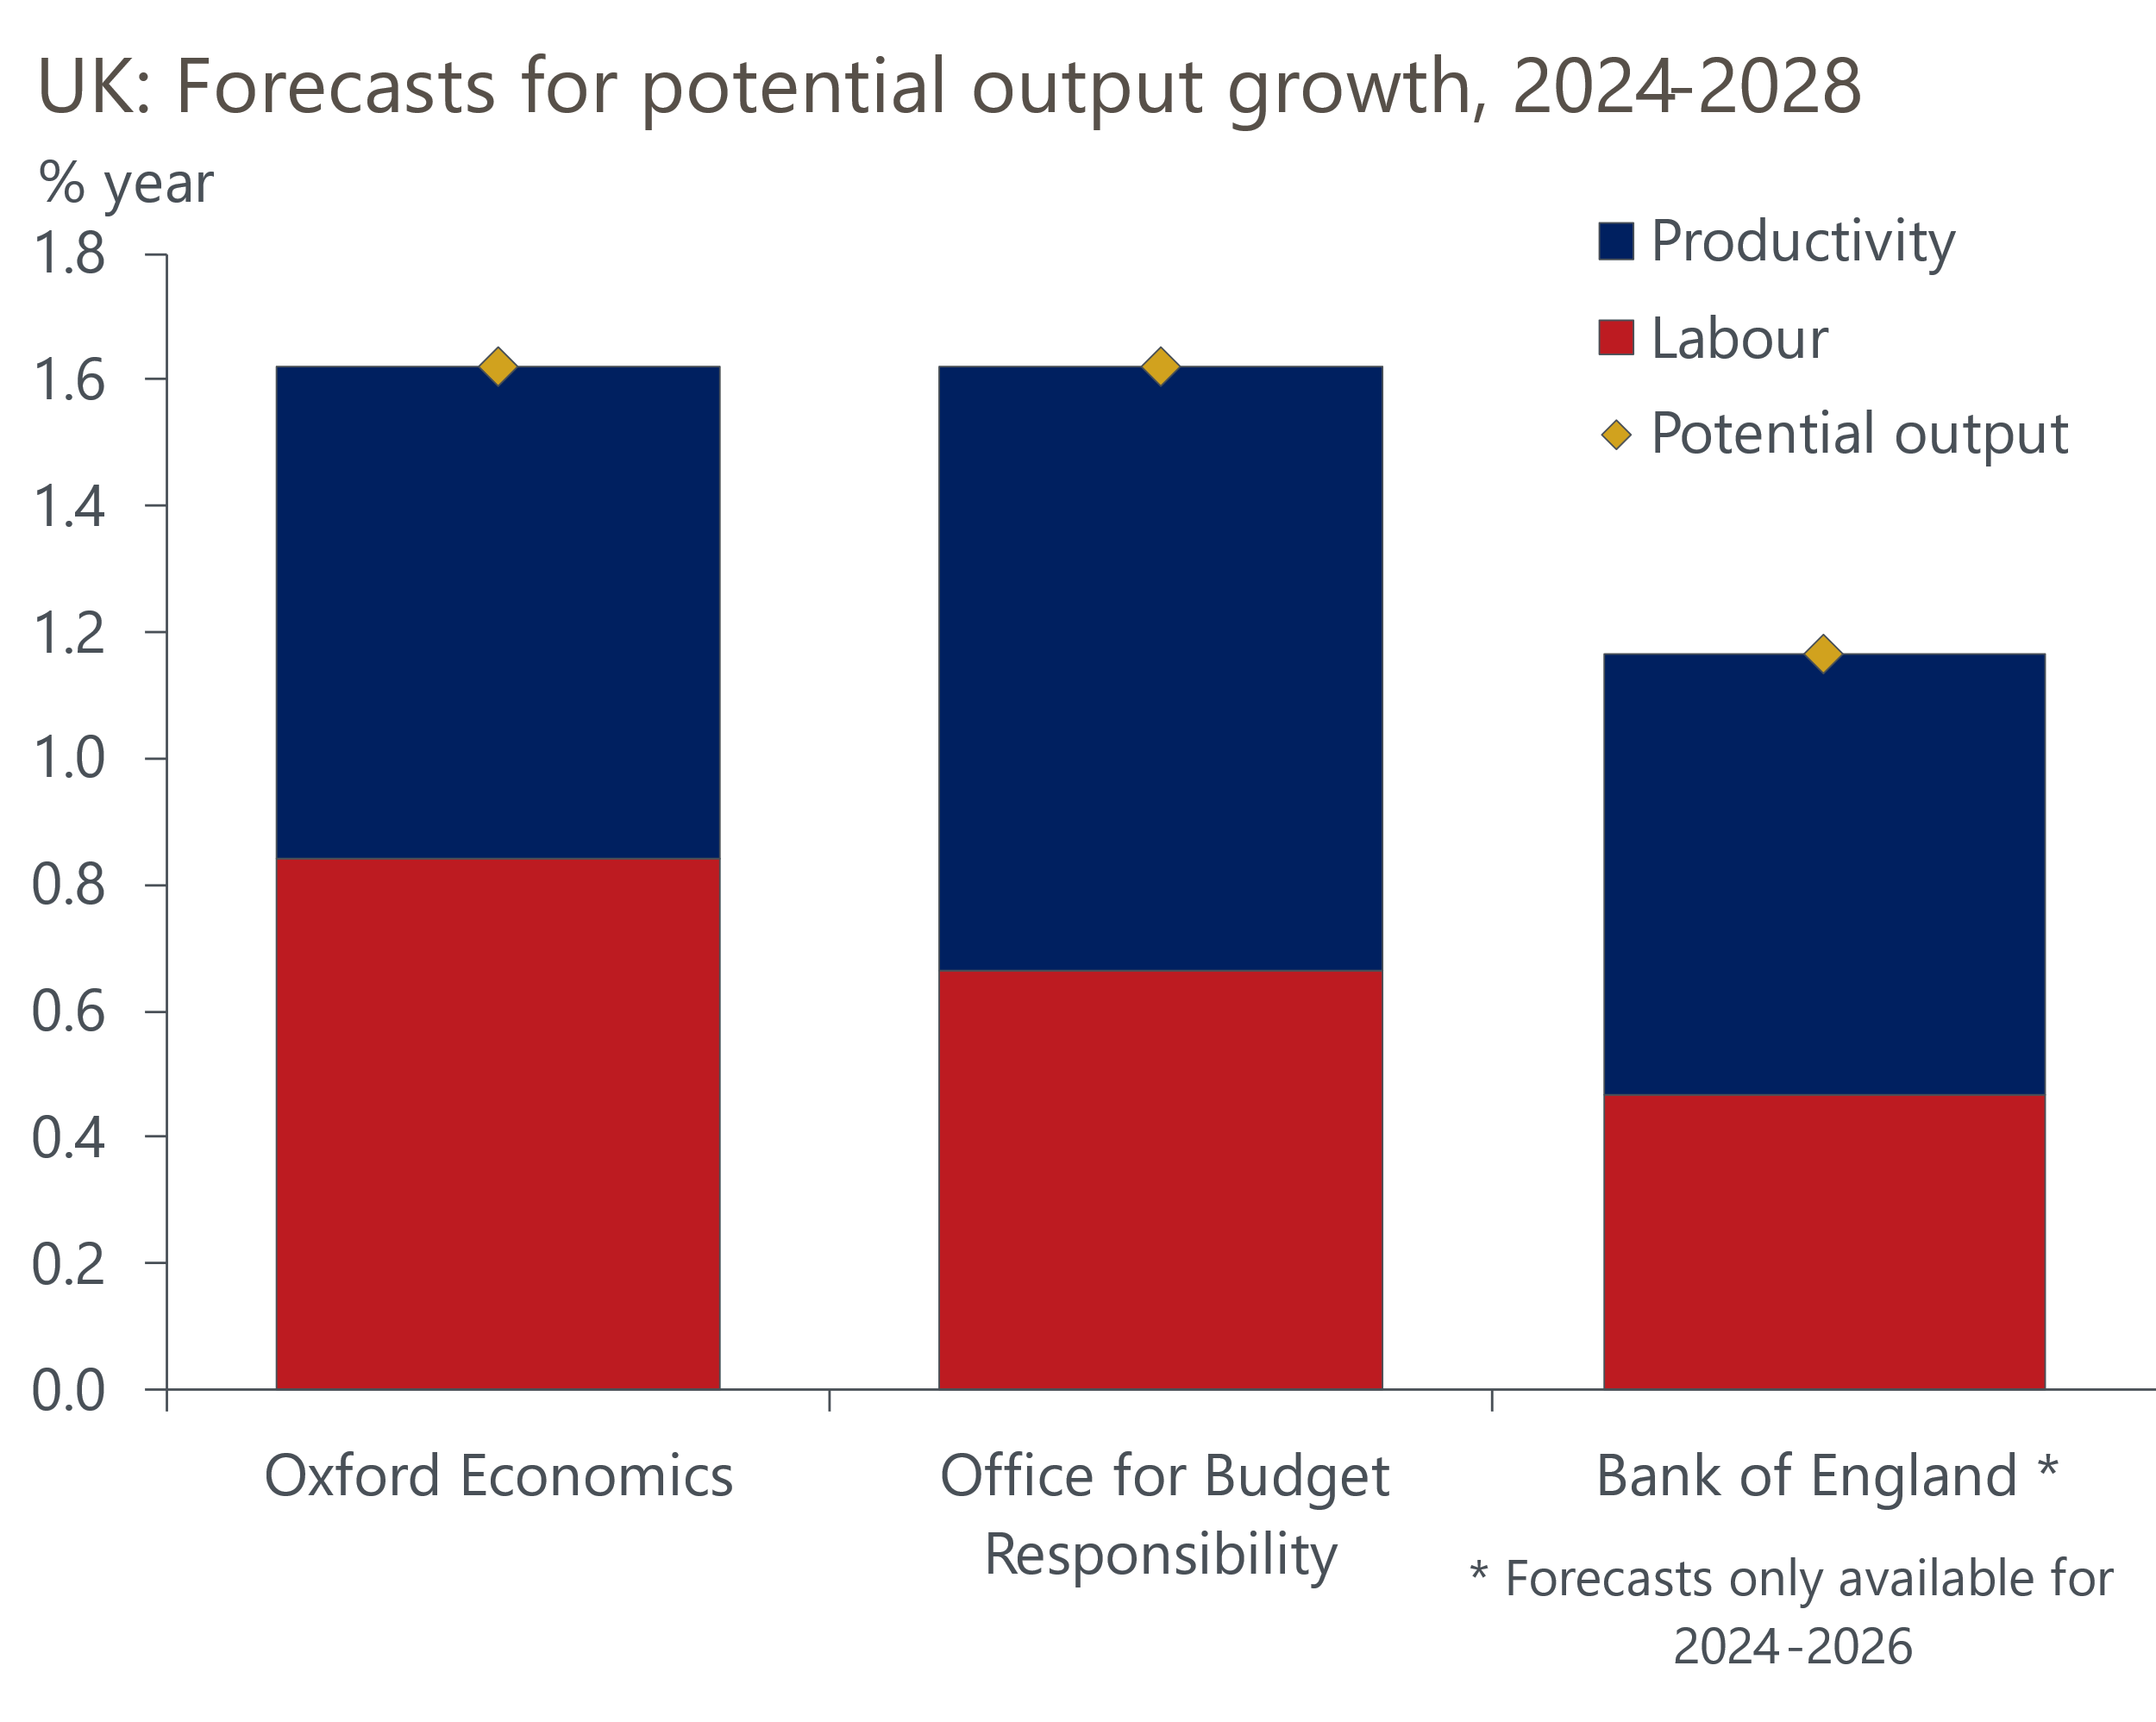 UK: Forecasts for potential output growth, 2024-2028
% year
Productivity
Labour
Potential output
1.8
1.6
1.4
1.2
1.0
0.8
0.6
0.4
0.2
0.0
Oxford Economics
Office for Budget
Responsibility
Bank of England *
* Forecasts only available for
2024-2026